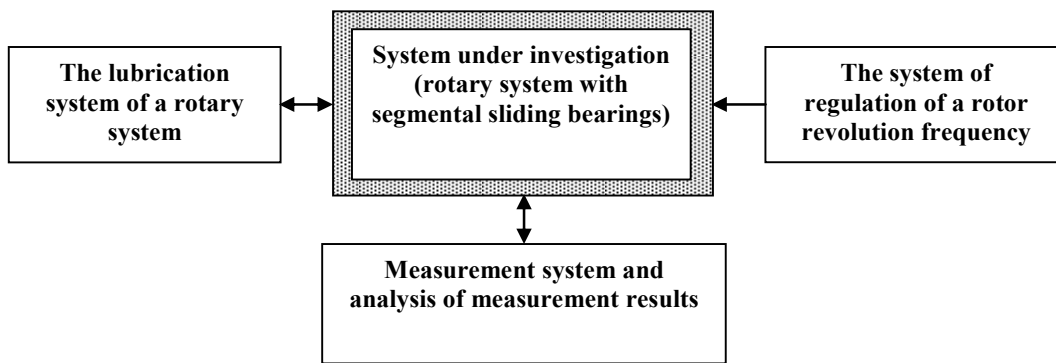 The lubrication
system of a rotary
system
System under investigation
(rotary system with
segmental sliding bearings)
The system of
regulation of a rotor
revolution frequency
Measurement system and
analysis of measurement results